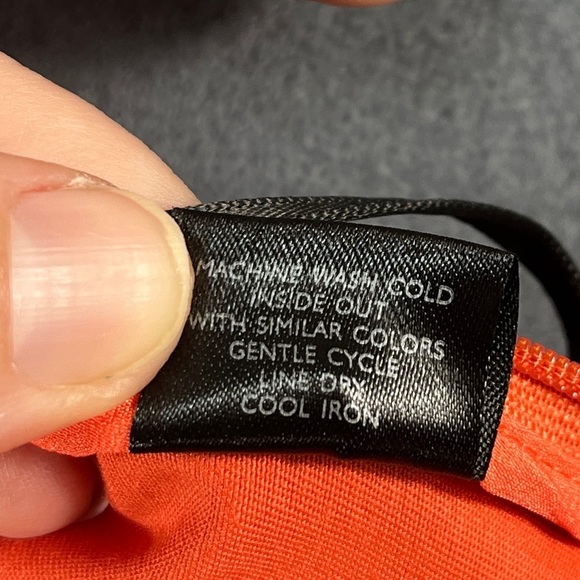 MACHINE WASH COLD
INSIDE OUT
WITH SIMILAR COLORS
GENTLE CYCLE
LINE DRY
COOL IRON